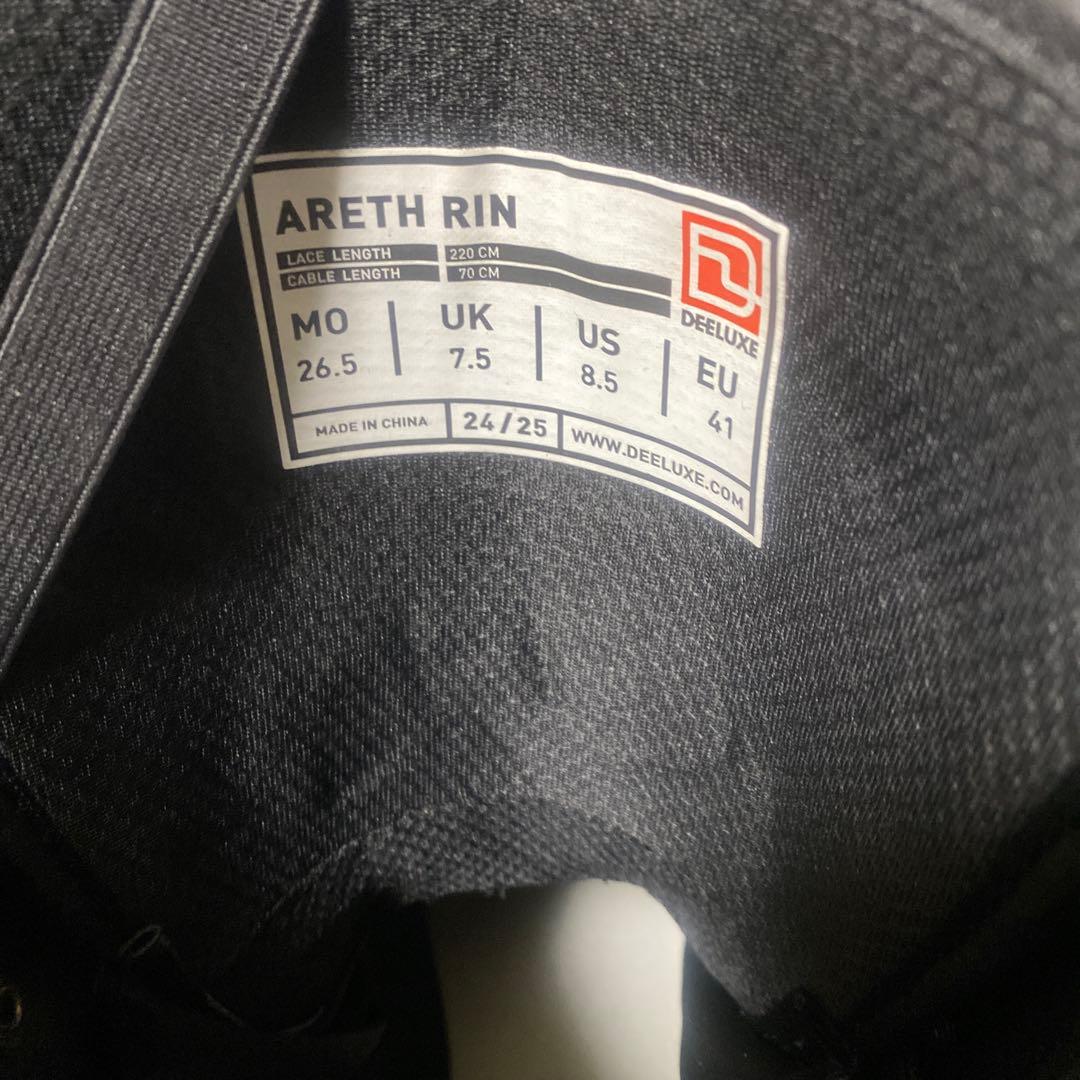 ARETH RIN
LACE LENGTH 220 CM
CABLE LENGTH 70 CM
DEELUXE
MO UK US EU
26.5 7.5 8.5 41
MADE IN CHINA 24/25 WWW.DEELUXE.COM